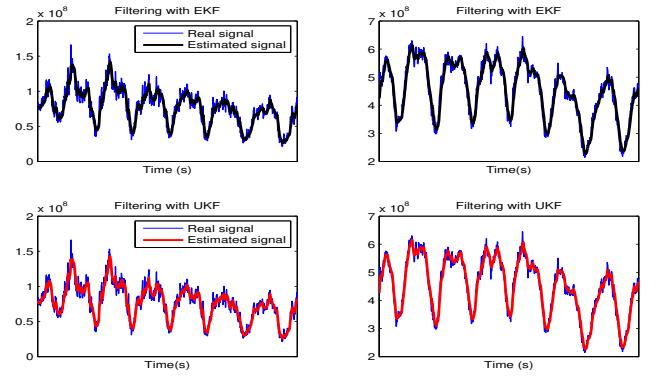 Filtering with EKF
x 10^8
2
1.5
1
0.5
0
Real signal
Estimated signal
Time (s)
Filtering with EKF
x 10^8
7
6
5
4
3
2
Time (s)
Filtering with UKF
x 10^8
2
1.5
1
0.5
0
Real signal
Estimated signal
Time(s)
Filtering with UKF
x 10^8
7
6
5
4
3
2
Time(s)